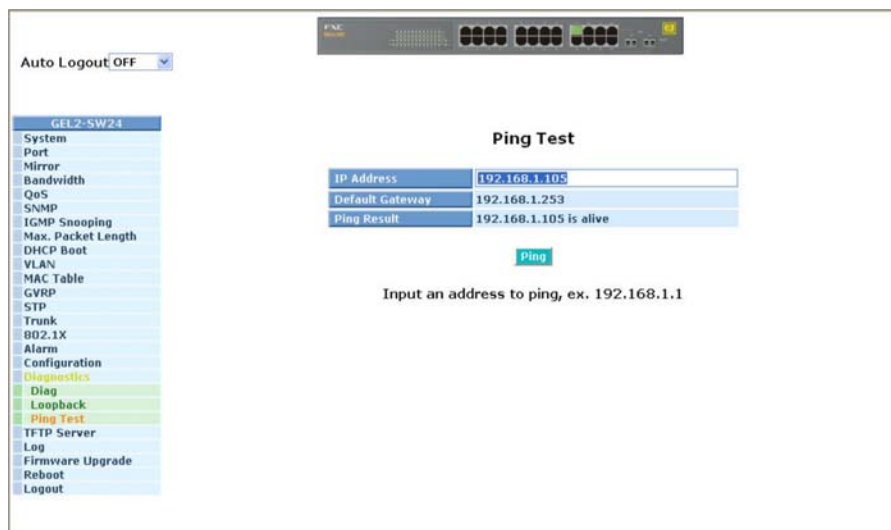 Auto Logout OFF
GEL2-SW24
System
Port
Mirror
Bandwidth
QoS
SNMP
IGMP Snooping
Max. Packet Length
DHCP Boot
VLAN
MAC Table
GVRP
STP
Trunk
802.1X
Alarm
Configuration
Diagnostics
Diag
Loopback
Ping Test
TFTP Server
Log
Firmware Upgrade
Reboot
Logout
Ping Test
IP Address 192.168.1.105
Default Gateway 192.168.1.253
Ping Result 192.168.1.105 is alive
Ping
Input an address to ping, ex. 192.168.1.1